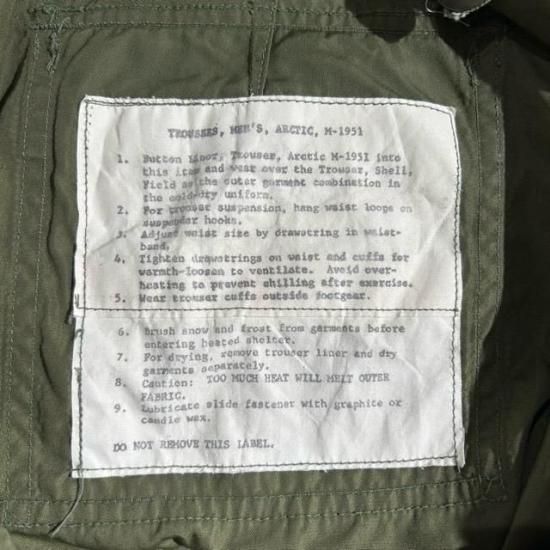 TROUSERS, MEN'S, ARCTIC, M-1951
1. Button Liner, Trouser, Arctic M-1951 into
this item and wear over the Trouser, Shell,
Field as the outer garment combination in
the cold-dry uniform.
2. For trouser suspension, hang waist loops on
suspender hooks.
3. Adjust waist size by drawstring in waist-
band.
4. Tighten drawstrings on waist and cuffs for
warmth-loosen to ventilate. Avoid over-
heating to prevent chilling after exercise.
5. Wear trouser cuffs outside footgear.
6. Brush snow and frost from garments before
entering heated shelter.
7. For drying, remove trouser liner and dry
garments separately.
8. Caution: TOO MUCH HEAT WILL MELT OUTER
FABRIC.
9. Lubricate slide fastener with graphite or
candle wax.
DO NOT REMOVE THIS LABEL.